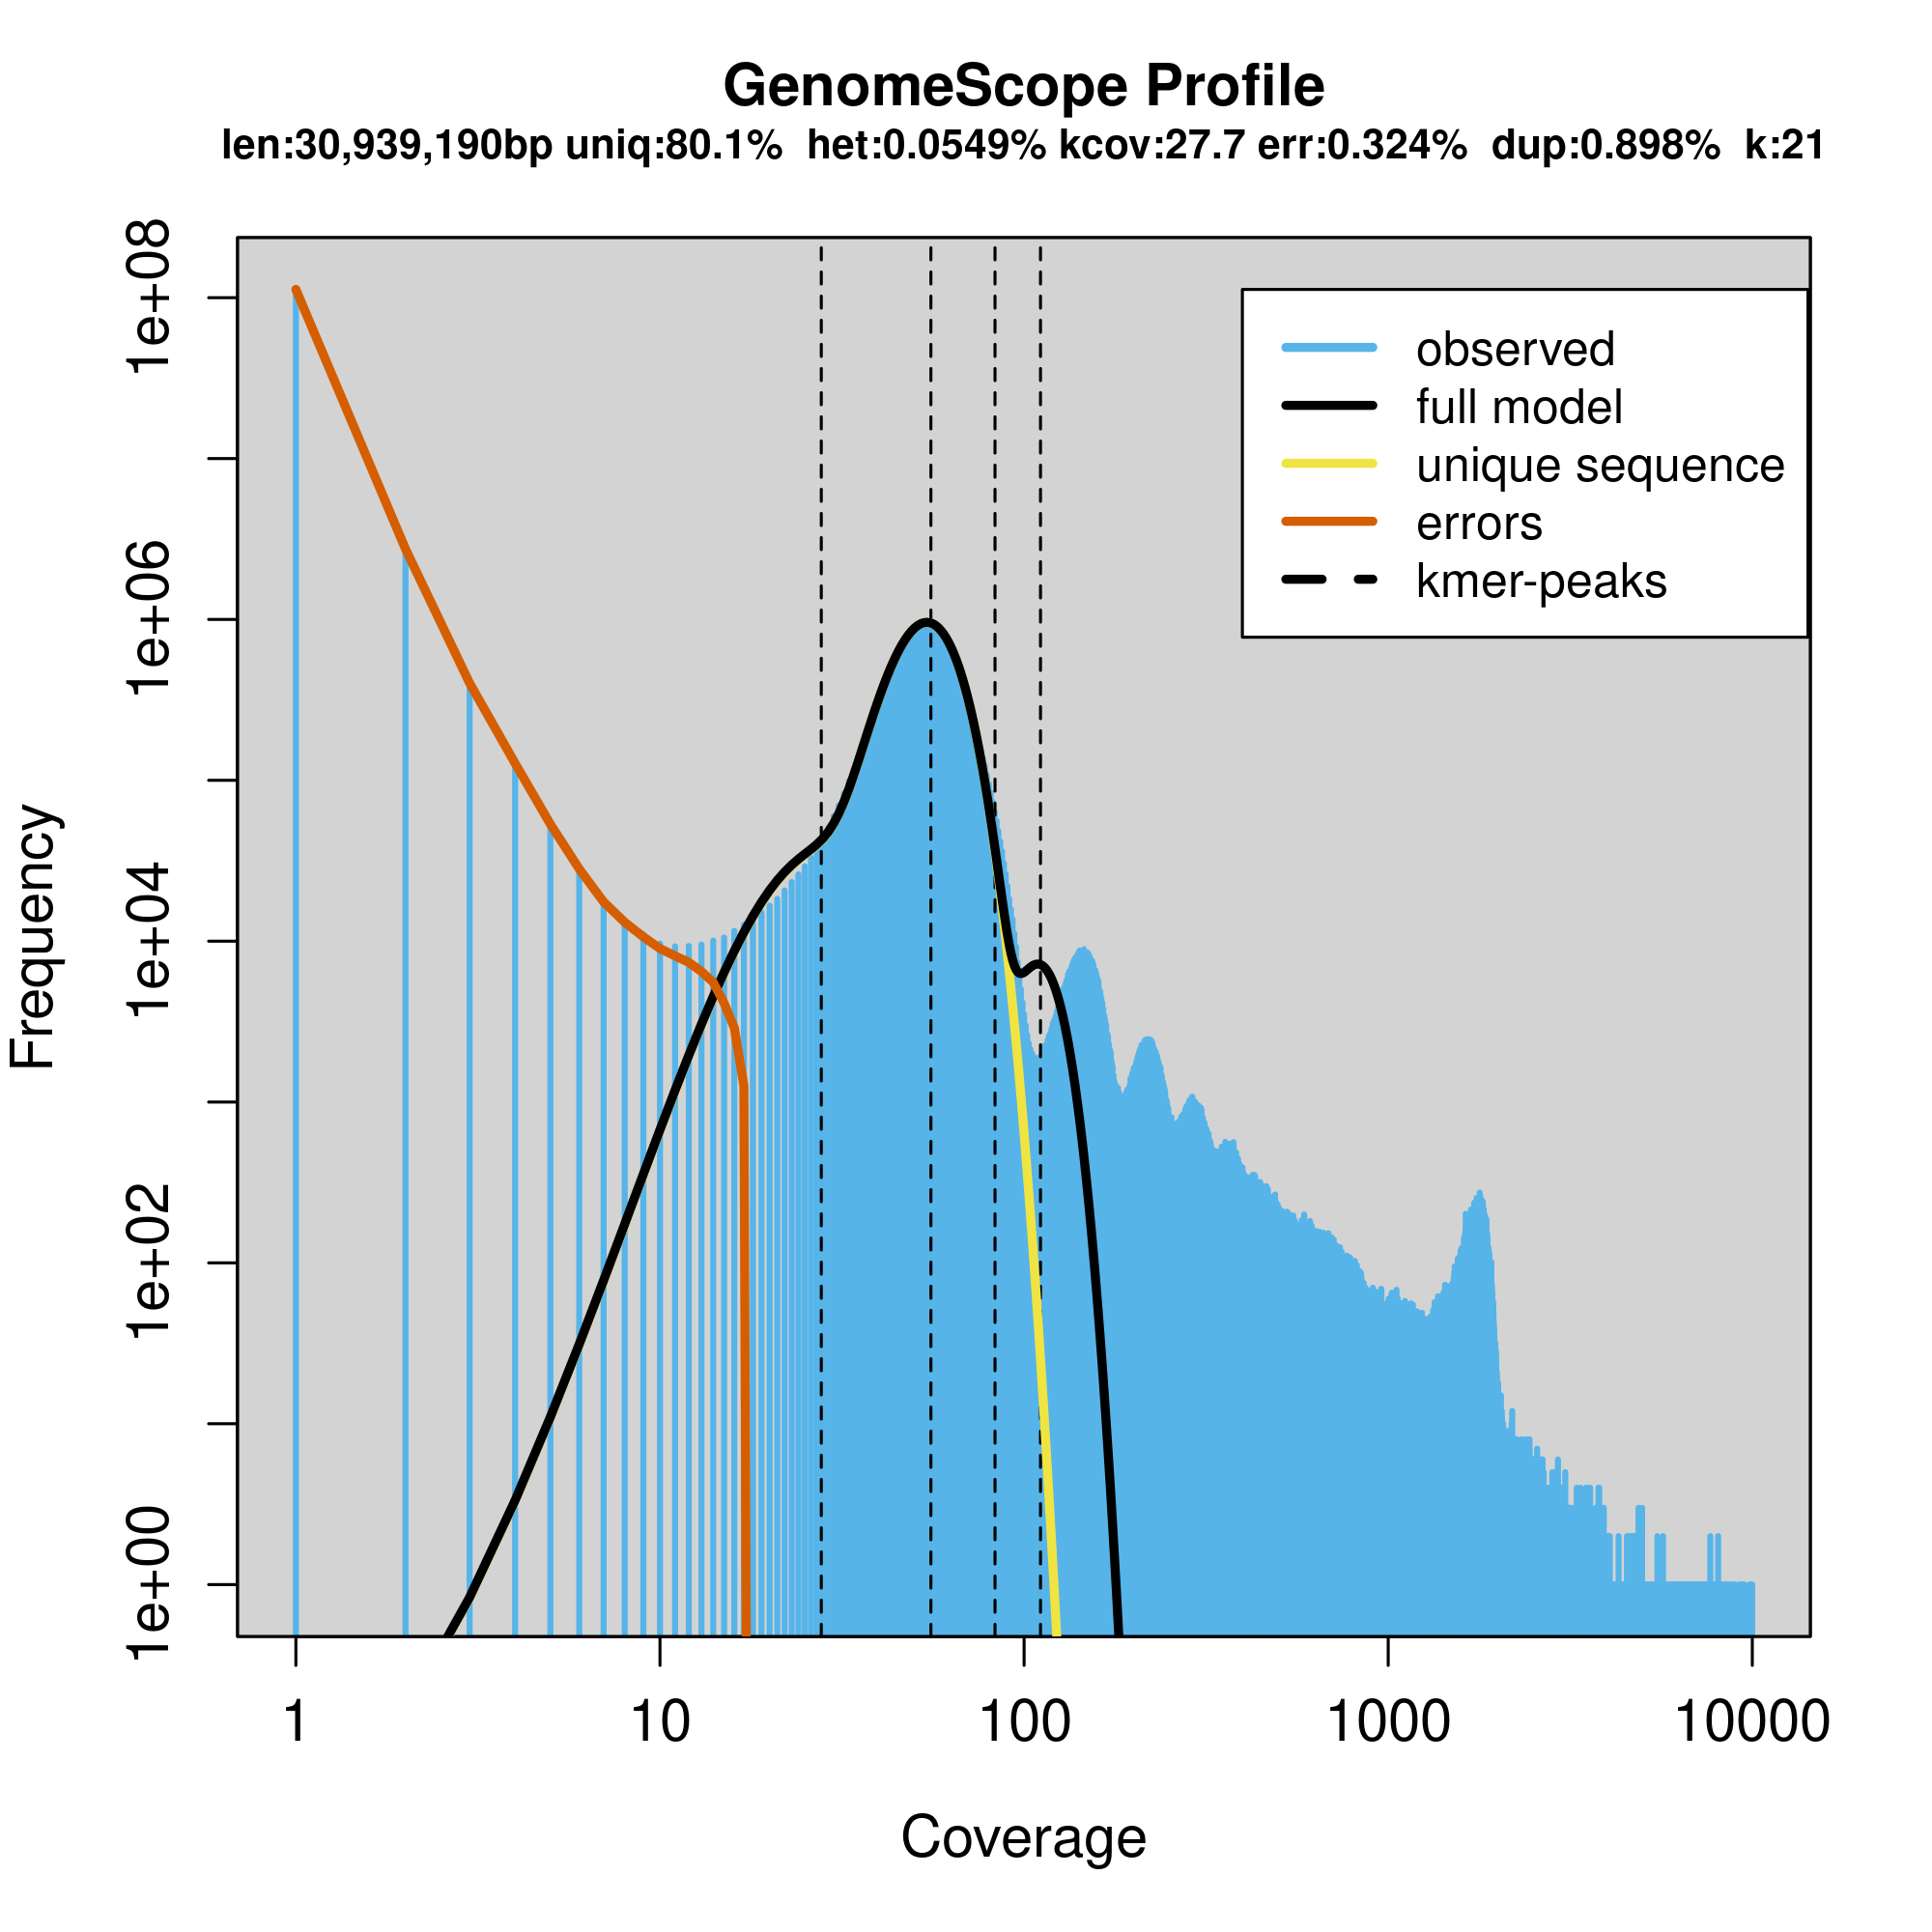 GenomeScope Profile
len:30,939,190bp uniq:80.1% het:0.0549% kcov:27.7 err:0.324% dup:0.898% k:21
1e+08
1e+06
1e+04
1e+02
1e+00
Frequency
observed
full model
unique sequence
errors
kmer-peaks
1 10 100 1000 10000
Coverage